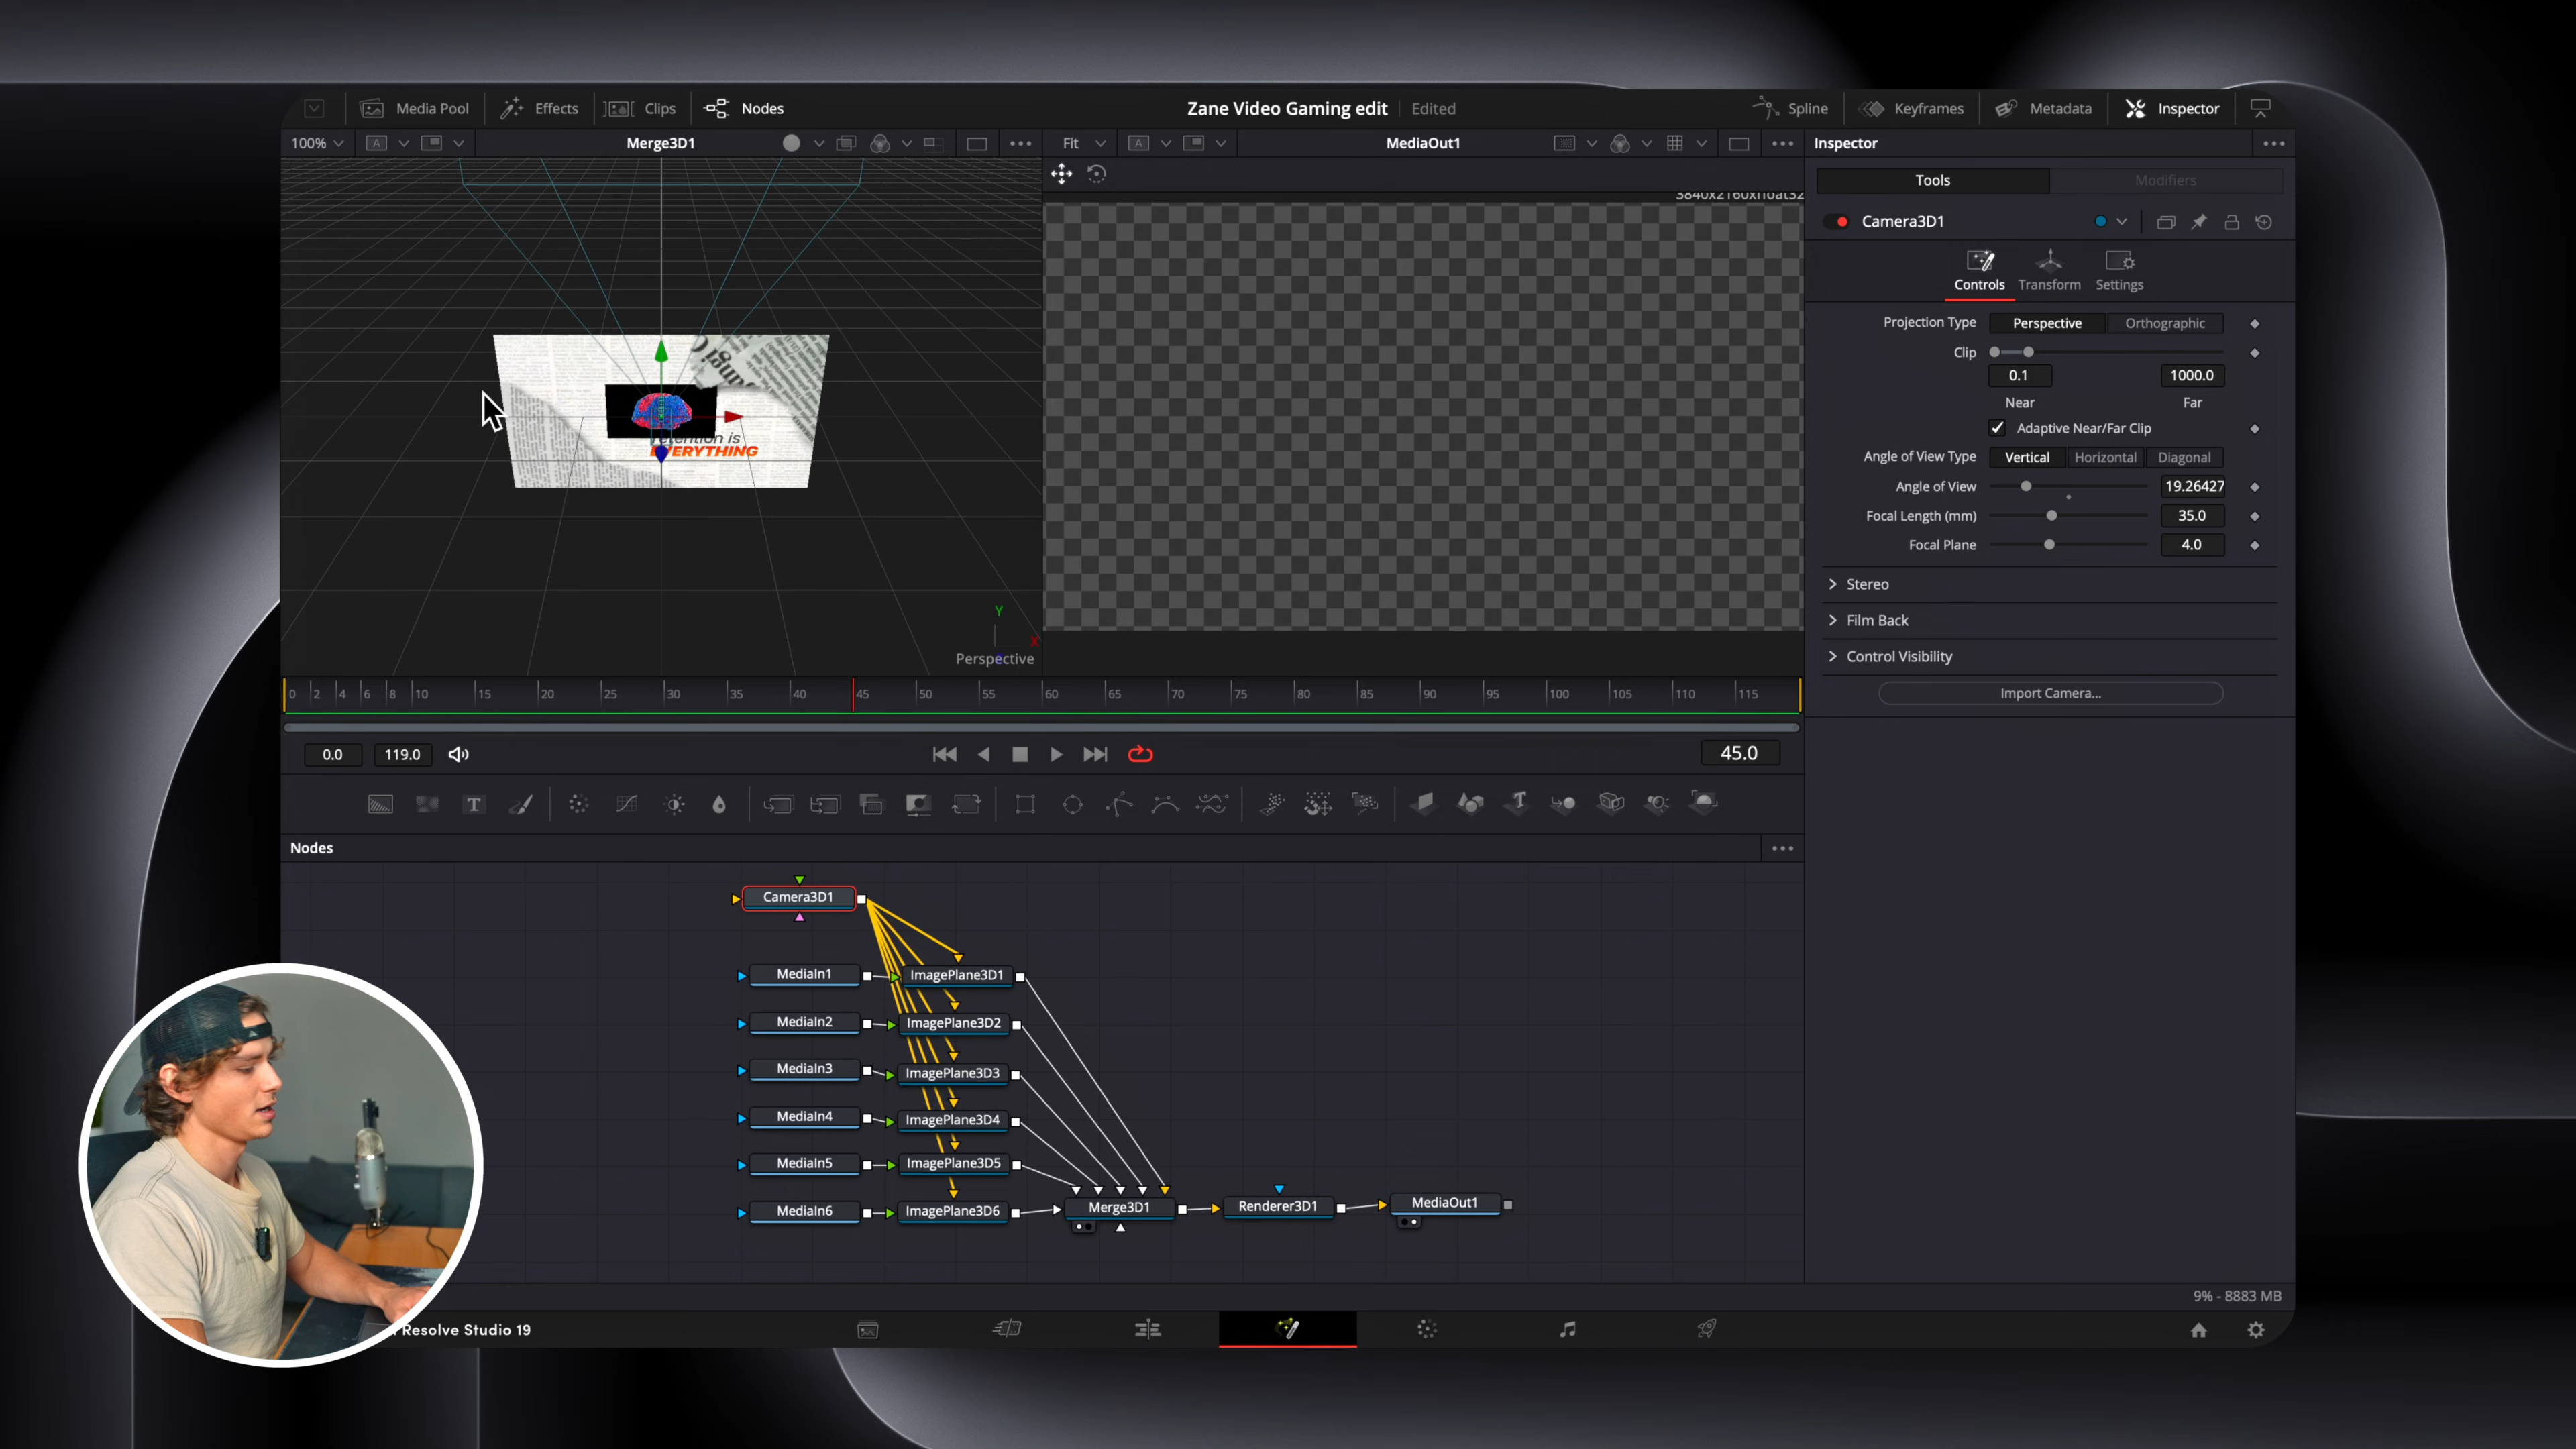 Media Pool
Effects
Clips
Nodes
Zane Video Gaming edit
Edited
Spline
Keyframes
Metadata
Inspector
100%
A
Merge3D1
Fit
A
MediaOut1
Inspector
Tools
Modifiers
3840x2160xfloat32
Camera3D1
Controls
Transform
Settings
Projection Type
Perspective
Orthographic
Clip
0.1
1000.0
Near
Far
Adaptive Near/Far Clip
Angle of View Type
Vertical
Horizontal
Diagonal
Angle of View
19.26427
Focal Length (mm)
35.0
Focal Plane
4.0
Stereo
Film Back
Control Visibility
Import Camera...
retention is
EVERYTHING
Y
X
Perspective
0 2 4 6 8 10 15 20 25 30 35 40 45 50 55 60 65 70 75 80 85 90 95 100 105 110 115
0.0
119.0
45.0
T
T
Nodes
Camera3D1
MediaIn1
ImagePlane3D1
MediaIn2
ImagePlane3D2
MediaIn3
ImagePlane3D3
MediaIn4
ImagePlane3D4
MediaIn5
ImagePlane3D5
MediaIn6
ImagePlane3D6
Merge3D1
Renderer3D1
MediaOut1
9% - 8883 MB
Resolve Studio 19